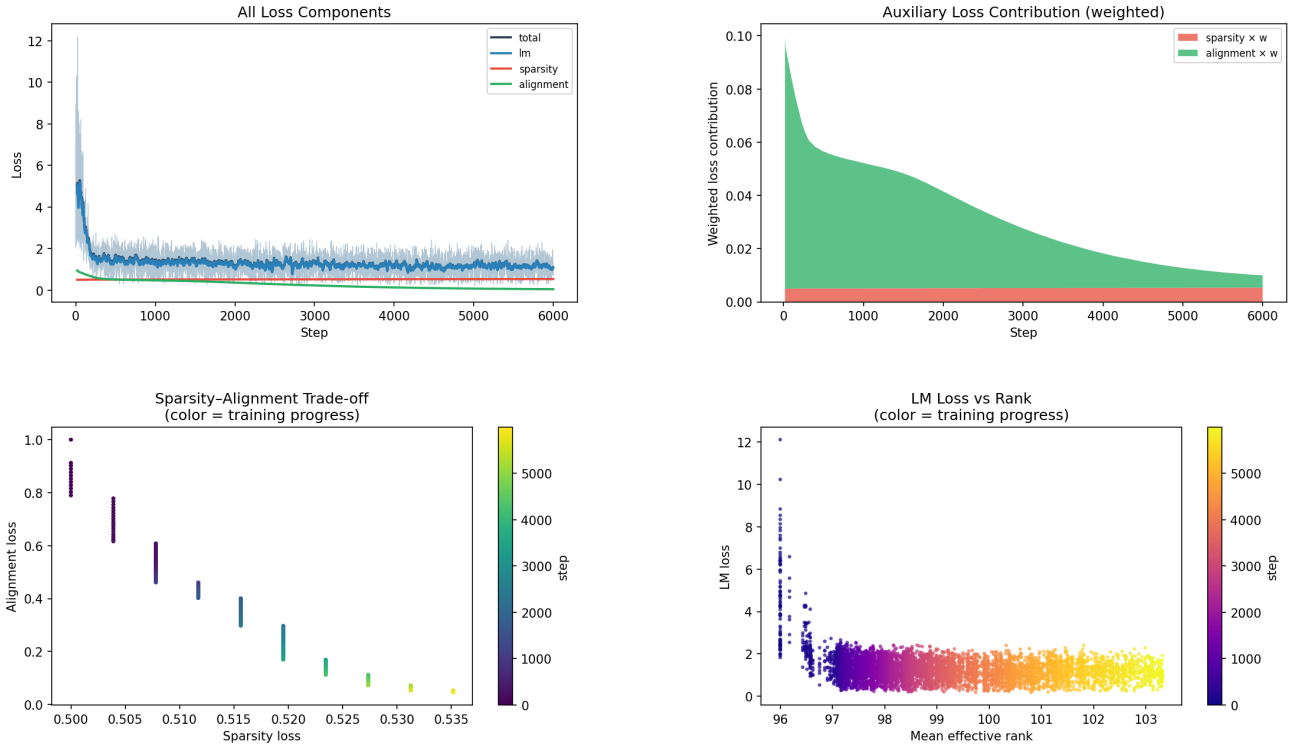 All Loss Components
12
10
8
6
4
2
0
Loss
total
lm
sparsity
alignment
0 1000 2000 3000 4000 5000 6000
Step
Auxiliary Loss Contribution (weighted)
0.10
0.08
0.06
0.04
0.02
0.00
Weighted loss contribution
sparsity × w
alignment × w
0 1000 2000 3000 4000 5000 6000
Step
Sparsity–Alignment Trade-off
(color = training progress)
1.0
0.8
0.6
0.4
0.2
0.0
Alignment loss
0.500 0.505 0.510 0.515 0.520 0.525 0.530 0.535
Sparsity loss
5000
4000
3000
2000
1000
0
step
LM Loss vs Rank
(color = training progress)
12
10
8
6
4
2
0
LM loss
96 97 98 99 100 101 102 103
Mean effective rank
5000
4000
3000
2000
1000
0
step